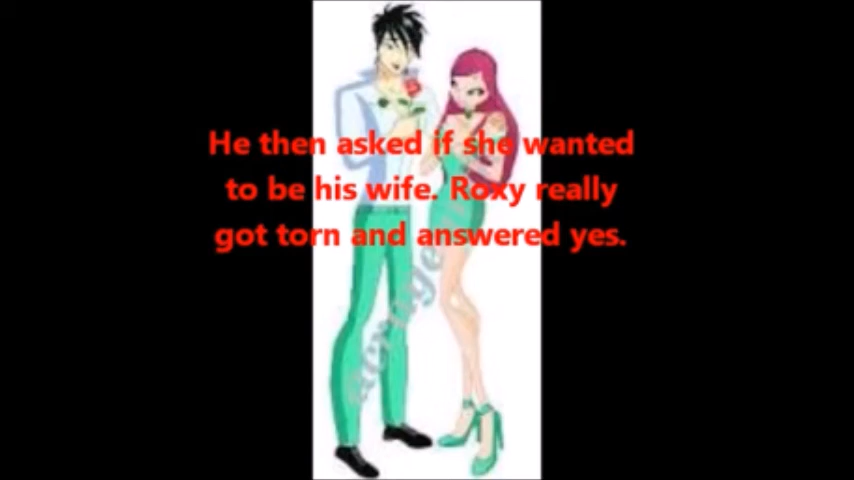 He then asked if she wanted
to be his wife. Roxy really
got torn and answered yes.